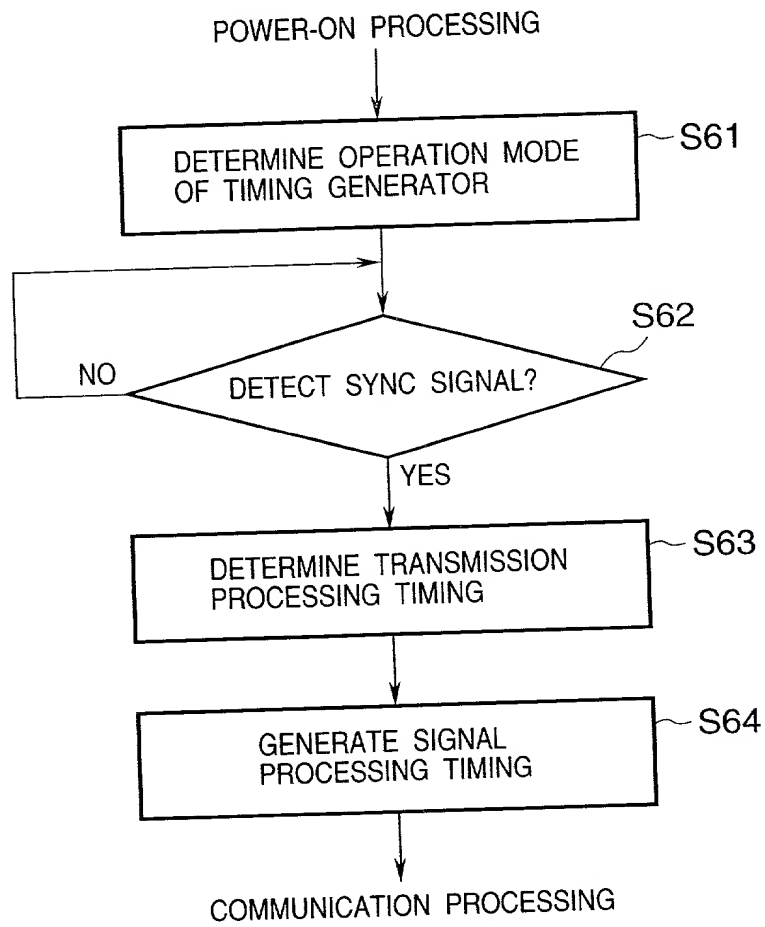 POWER-ON PROCESSING
S61
DETERMINE OPERATION MODE
OF TIMING GENERATOR
S62
NO
DETECT SYNC SIGNAL?
YES
S63
DETERMINE TRANSMISSION
PROCESSING TIMING
S64
GENERATE SIGNAL
PROCESSING TIMING
COMMUNICATION PROCESSING